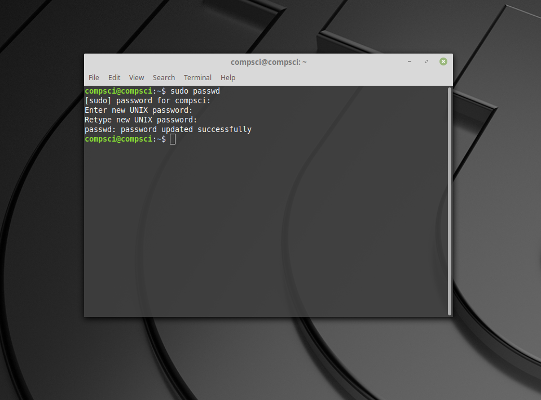 compsci@compsci: ~
File Edit View Search Terminal Help
compsci@compsci:~$ sudo passwd
[sudo] password for compsci:
Enter new UNIX password:
Retype new UNIX password:
passwd: password updated successfully
compsci@compsci:~$